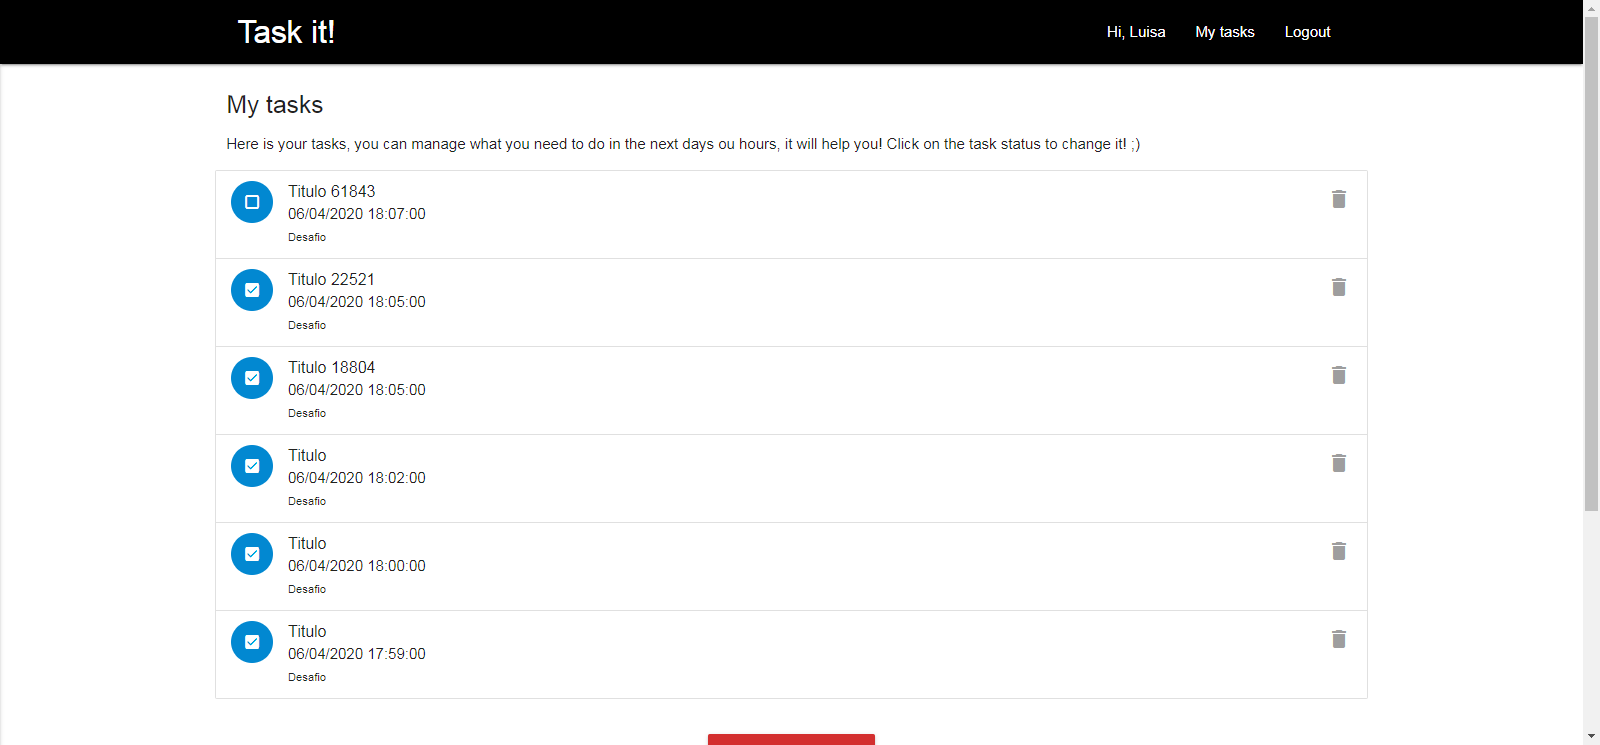 Task it!
Hi, Luisa
My tasks
Logout
My tasks
Here is your tasks, you can manage what you need to do in the next days ou hours, it will help you! Click on the task status to change it! ;)
Titulo 61843
06/04/2020 18:07:00
Desafio
Titulo 22521
06/04/2020 18:05:00
Desafio
Titulo 18804
06/04/2020 18:05:00
Desafio
Titulo
06/04/2020 18:02:00
Desafio
Titulo
06/04/2020 18:00:00
Desafio
Titulo
06/04/2020 17:59:00
Desafio